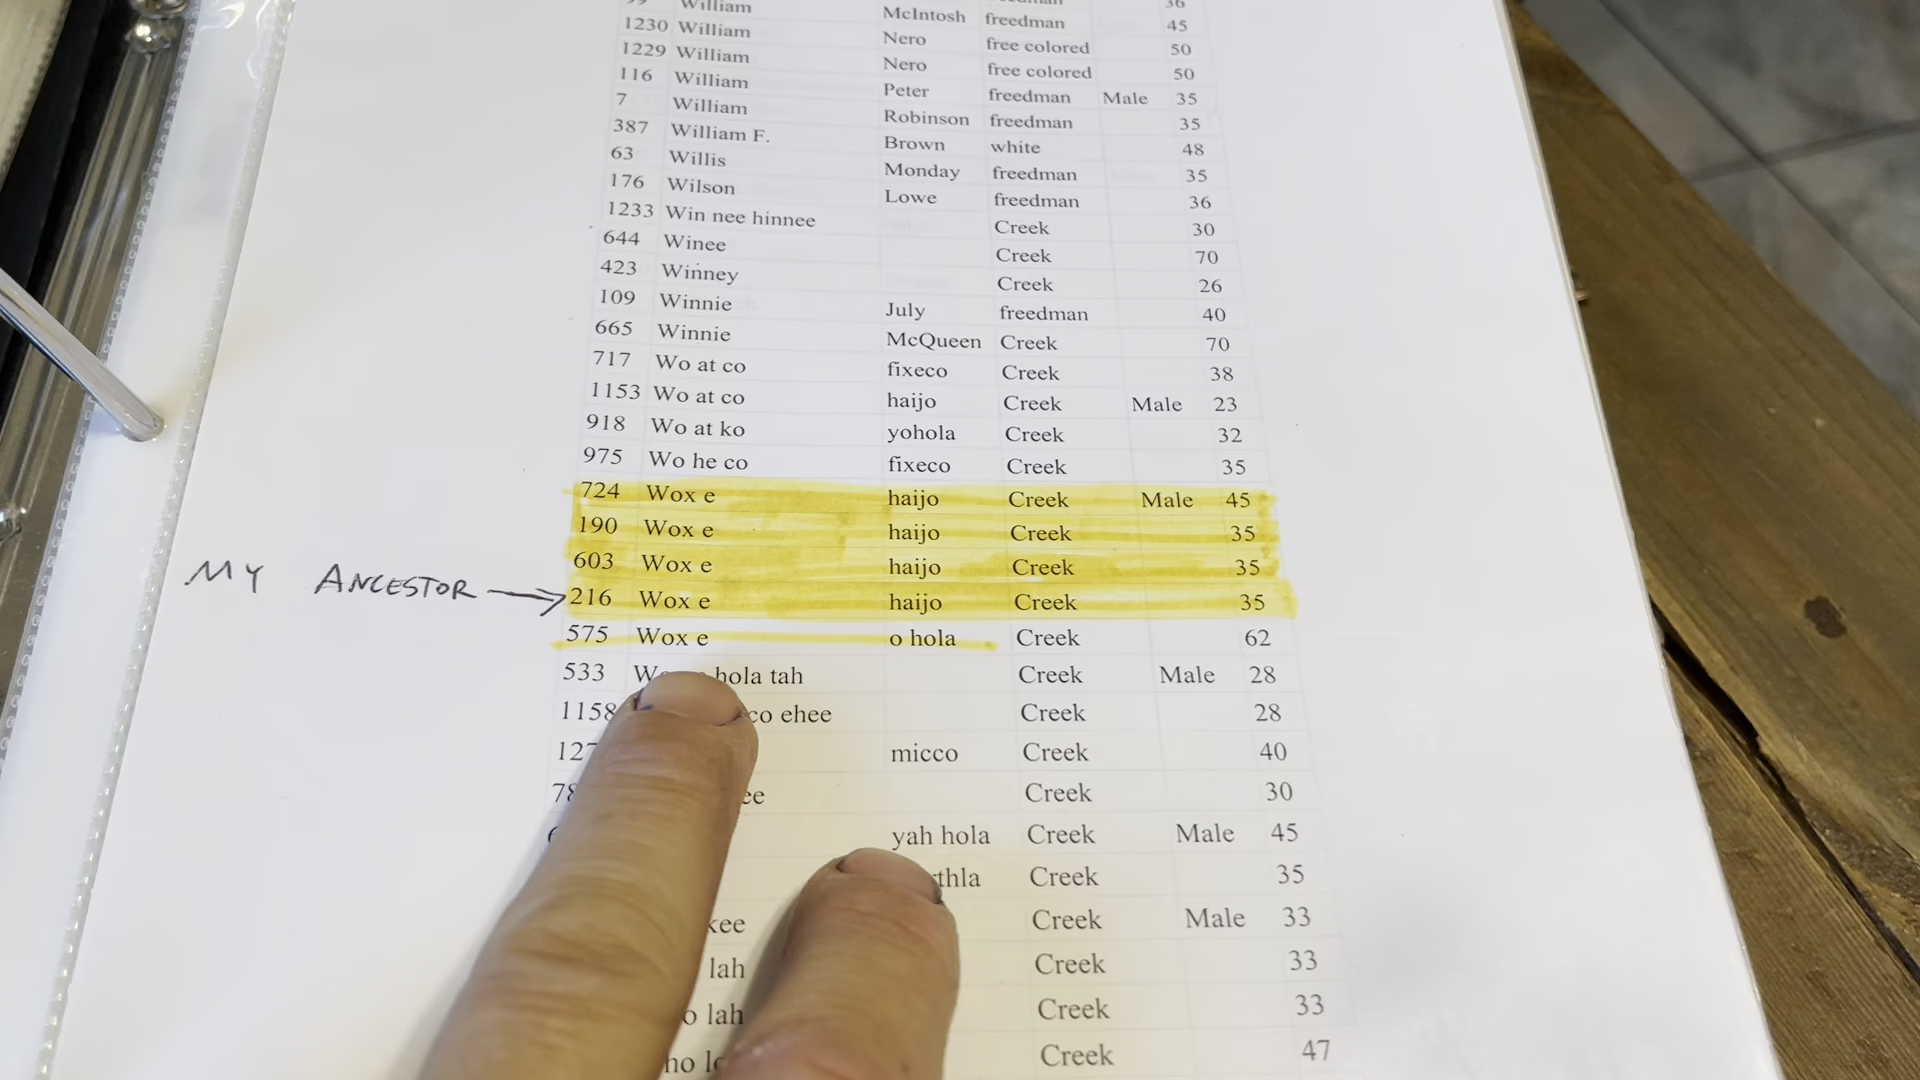 William McIntosh freedman 45
1230 William Nero free colored 50
1229 William Nero free colored 50
116 William Peter freedman Male 35
7 William Robinson freedman 35
387 William F. Brown white 48
63 Willis Monday freedman 35
176 Wilson Lowe freedman 36
1233 Win nee hinnee Creek 30
644 Winee Creek 70
423 Winney Creek 26
109 Winnie July freedman 40
665 Winnie McQueen Creek 70
717 Wo at co fixeco Creek 38
1153 Wo at co haijo Creek Male 23
918 Wo at ko yohola Creek 32
975 Wo he co fixeco Creek 35
724 Wox e haijo Creek Male 45
190 Wox e haijo Creek 35
603 Wox e haijo Creek 35
MY ANCESTOR → 216 Wox e haijo Creek 35
575 Wox e o hola Creek 62
533 hola tah Creek Male 28
1158 co ehee Creek 28
micco Creek 40
Creek 30
yah hola Creek Male 45
Creek 35
Creek Male 33
lah Creek 33
lah Creek 33
Creek 47